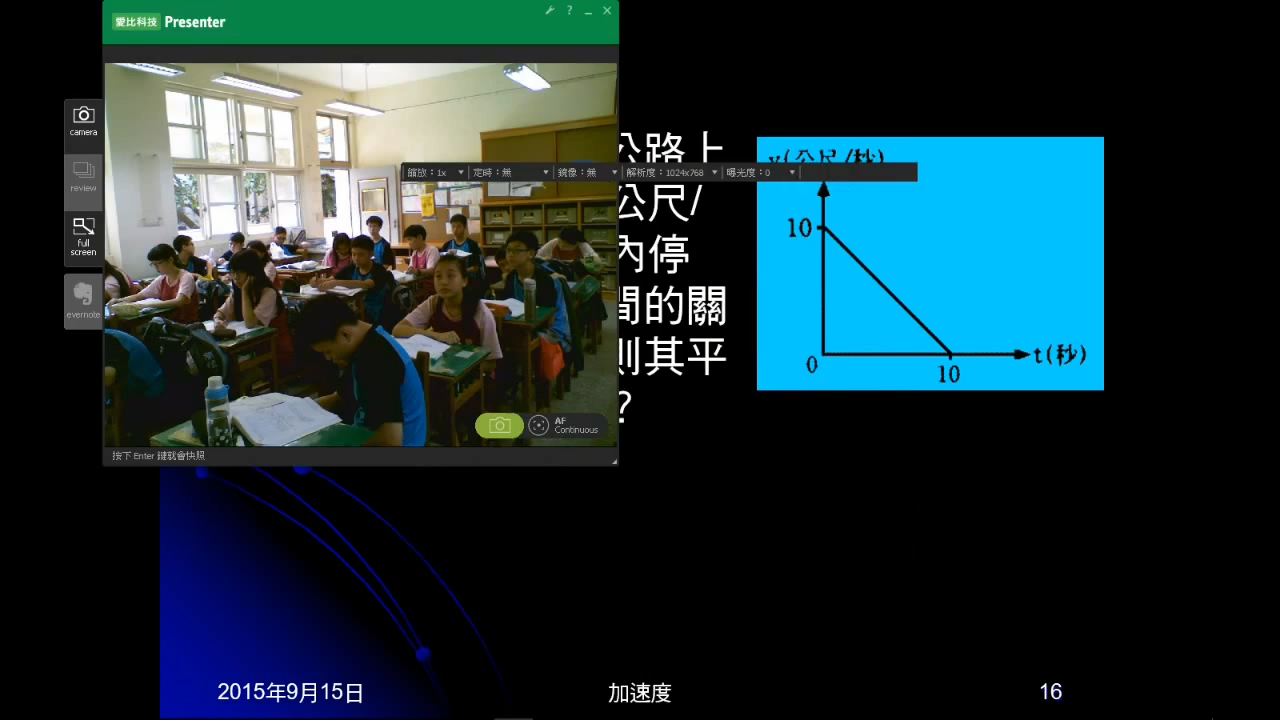 愛比科技 Presenter
camera
review
full
screen
evernote
縮放：1x 定時：無 鏡像：無 解析度：1024x768 曝光度：0
AF
Continuous
按下 Enter 鍵就會快照
公路上
公尺/
內停
間的關
則其平
?
v(公尺/秒)
10
0
10
t(秒)
2015年9月15日
加速度
16